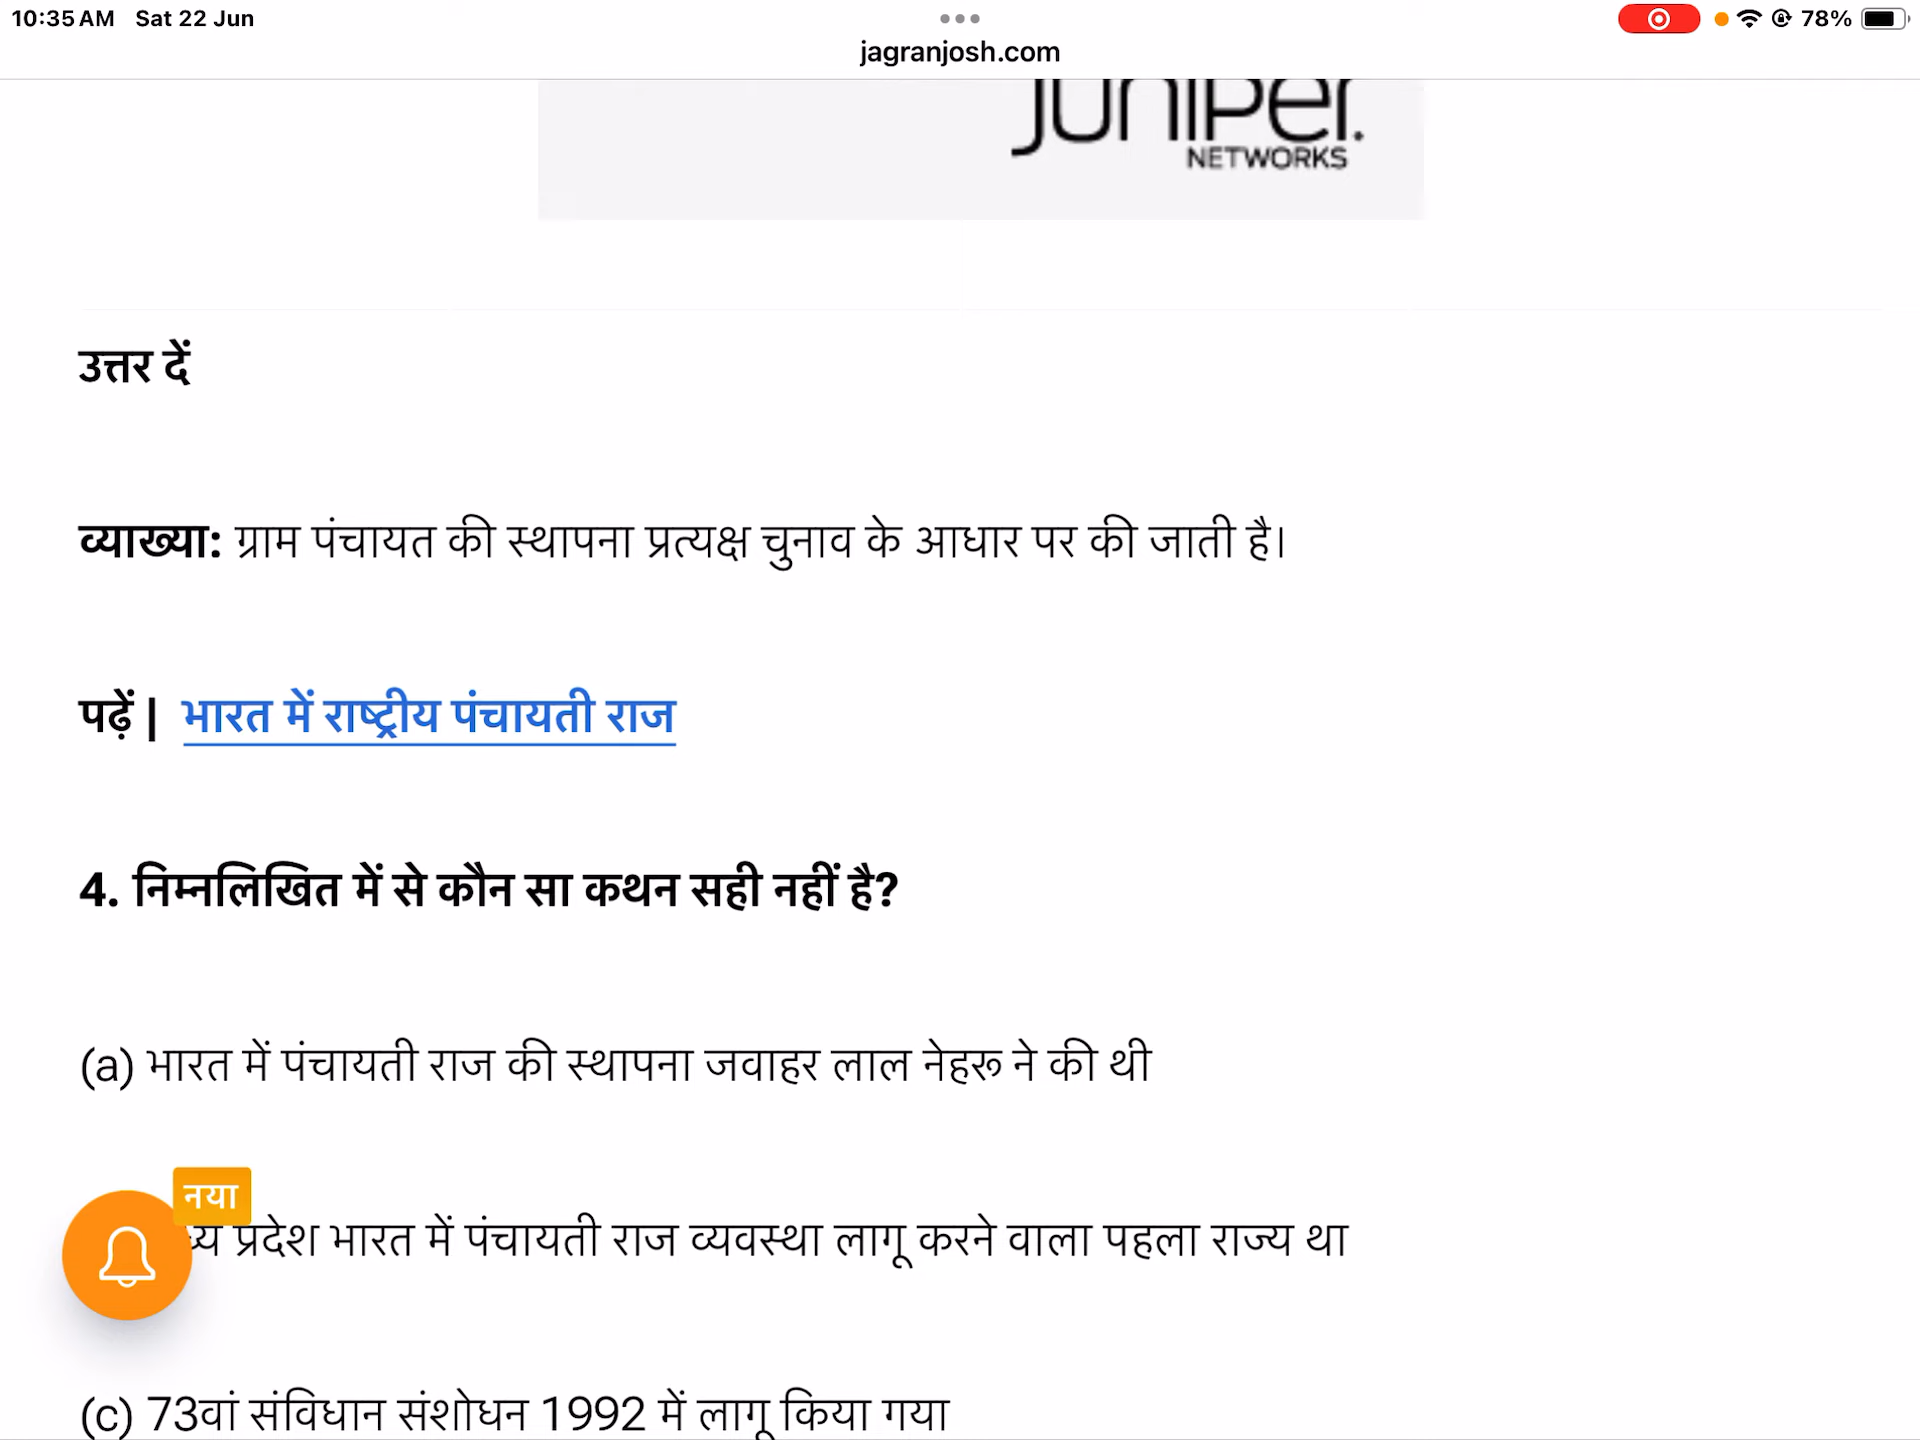 10:35 AM Sat 22 Jun
78%
jagranjosh.com
Juniper
NETWORKS
उत्तर दें
व्याख्या: ग्राम पंचायत की स्थापना प्रत्यक्ष चुनाव के आधार पर की जाती है।
पढ़ें | भारत में राष्ट्रीय पंचायती राज
4. निम्नलिखित में से कौन सा कथन सही नहीं है?
(a) भारत में पंचायती राज की स्थापना जवाहर लाल नेहरू ने की थी
नया
प्रदेश भारत में पंचायती राज व्यवस्था लागू करने वाला पहला राज्य था
(c) 73वां संविधान संशोधन 1992 में लागू किया गया